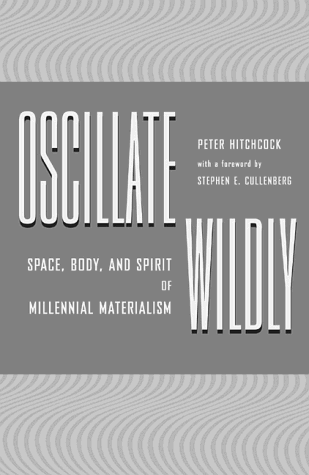 OSCILLATE
WILDLY
PETER HITCHCOCK
with a foreword by
STEPHEN E. CULLENBERG
SPACE, BODY, AND SPIRIT
OF
MILLENNIAL MATERIALISM